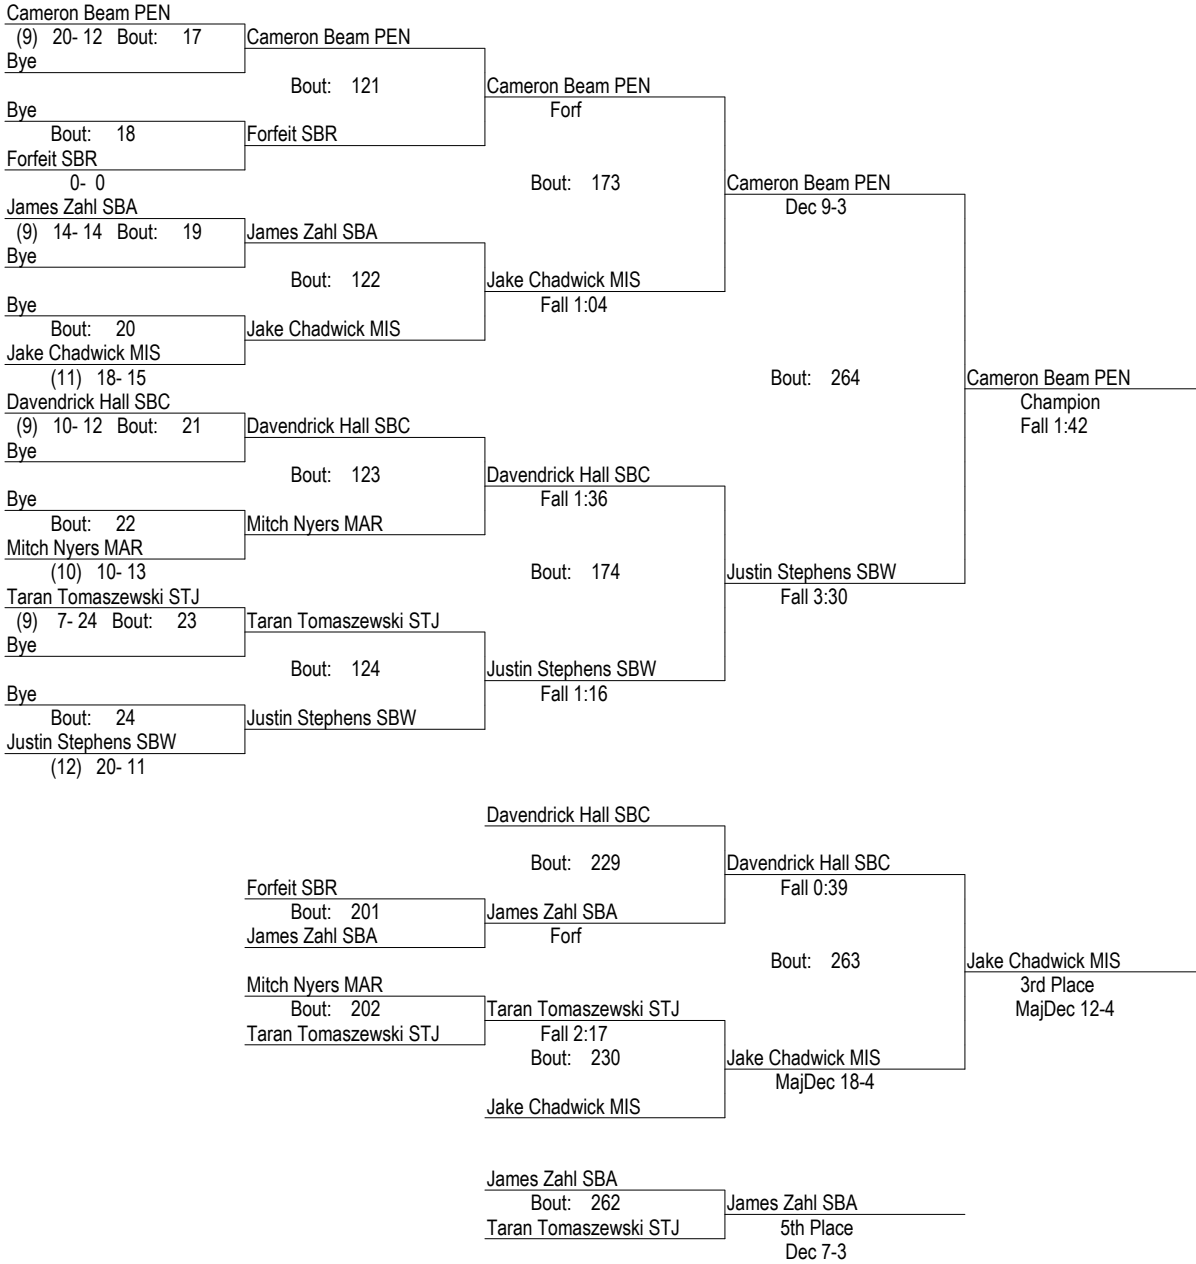 Cameron Beam PEN
(9) 20- 12 Bout: 17
Cameron Beam PEN
Bye
Bout: 121
Cameron Beam PEN
Forf
Bye
Bout: 18
Forfeit SBR
Forfeit SBR
0- 0
Bout: 173
Cameron Beam PEN
Dec 9-3
James Zahl SBA
(9) 14- 14 Bout: 19
James Zahl SBA
Bye
Bout: 122
Jake Chadwick MIS
Fall 1:04
Bye
Bout: 20
Jake Chadwick MIS
Jake Chadwick MIS
(11) 18- 15
Bout: 264
Cameron Beam PEN
Champion
Fall 1:42
Davendrick Hall SBC
(9) 10- 12 Bout: 21
Davendrick Hall SBC
Bye
Bout: 123
Davendrick Hall SBC
Fall 1:36
Bye
Bout: 22
Mitch Nyers MAR
Mitch Nyers MAR
(10) 10- 13
Bout: 174
Justin Stephens SBW
Fall 3:30
Taran Tomaszewski STJ
(9) 7- 24 Bout: 23
Taran Tomaszewski STJ
Bye
Bout: 124
Justin Stephens SBW
Fall 1:16
Bye
Bout: 24
Justin Stephens SBW
Justin Stephens SBW
(12) 20- 11
Davendrick Hall SBC
Bout: 229
Davendrick Hall SBC
Fall 0:39
Forfeit SBR
Bout: 201
James Zahl SBA
James Zahl SBA
Forf
Bout: 263
Jake Chadwick MIS
3rd Place
MajDec 12-4
Mitch Nyers MAR
Bout: 202
Taran Tomaszewski STJ
Taran Tomaszewski STJ
Fall 2:17
Bout: 230
Jake Chadwick MIS
MajDec 18-4
Jake Chadwick MIS
James Zahl SBA
Bout: 262
James Zahl SBA
Taran Tomaszewski STJ
5th Place
Dec 7-3